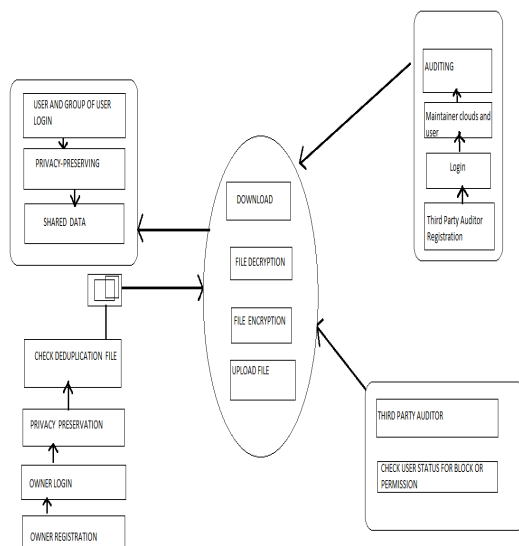 USER AND GROUP OF USER
LOGIN
PRIVACY-PRESERVING
SHARED DATA
CHECK DEDUPLICATION FILE
PRIVACY PRESERVATION
OWNER LOGIN
OWNER REGISTRATION
DOWNLOAD
FILE DECRYPTION
FILE ENCRYPTION
UPLOAD FILE
AUDITING
Maintainer clouds and
user
Login
Third Party Auditor
Registration
THIRD PARTY AUDITOR
CHECK USER STATUS FOR BLOCK OR
PERMISSION